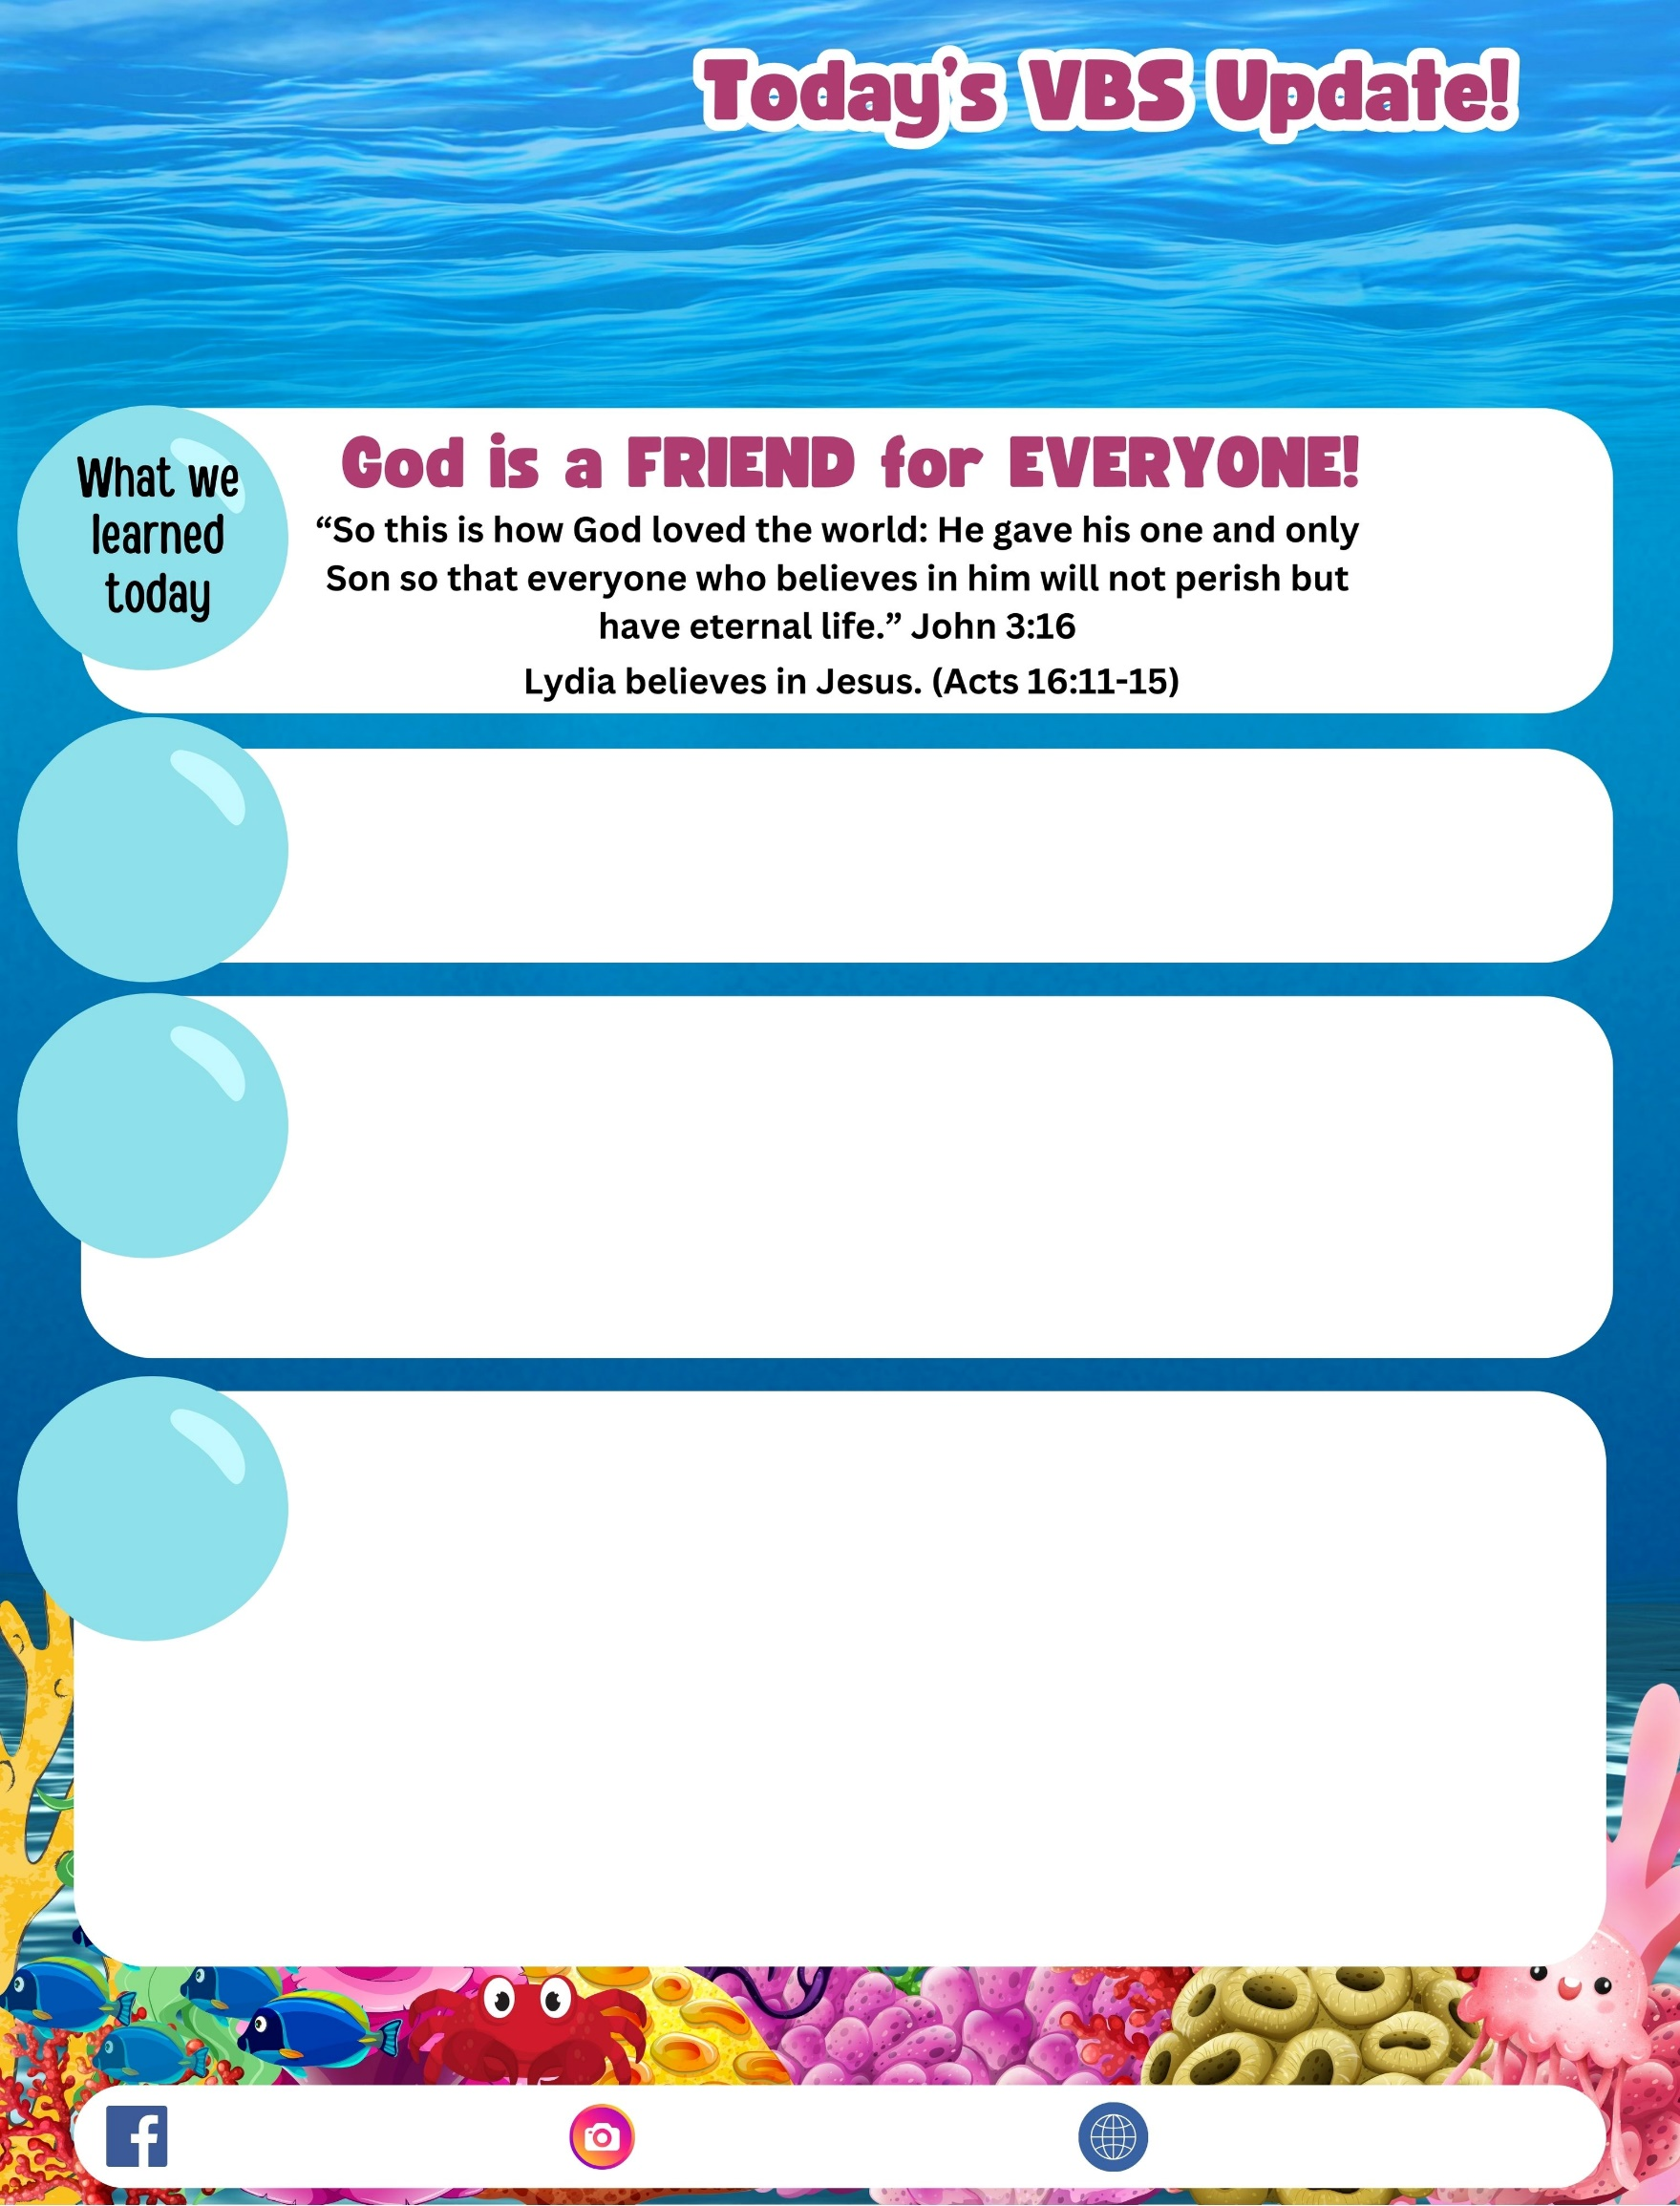 Today’s VBS Update!
What we
learned
today
God is a FRIEND for EVERYONE!
“So this is how God loved the world: He gave his one and only
Son so that everyone who believes in him will not perish but
have eternal life.” John 3:16
Lydia believes in Jesus. (Acts 16:11-15)